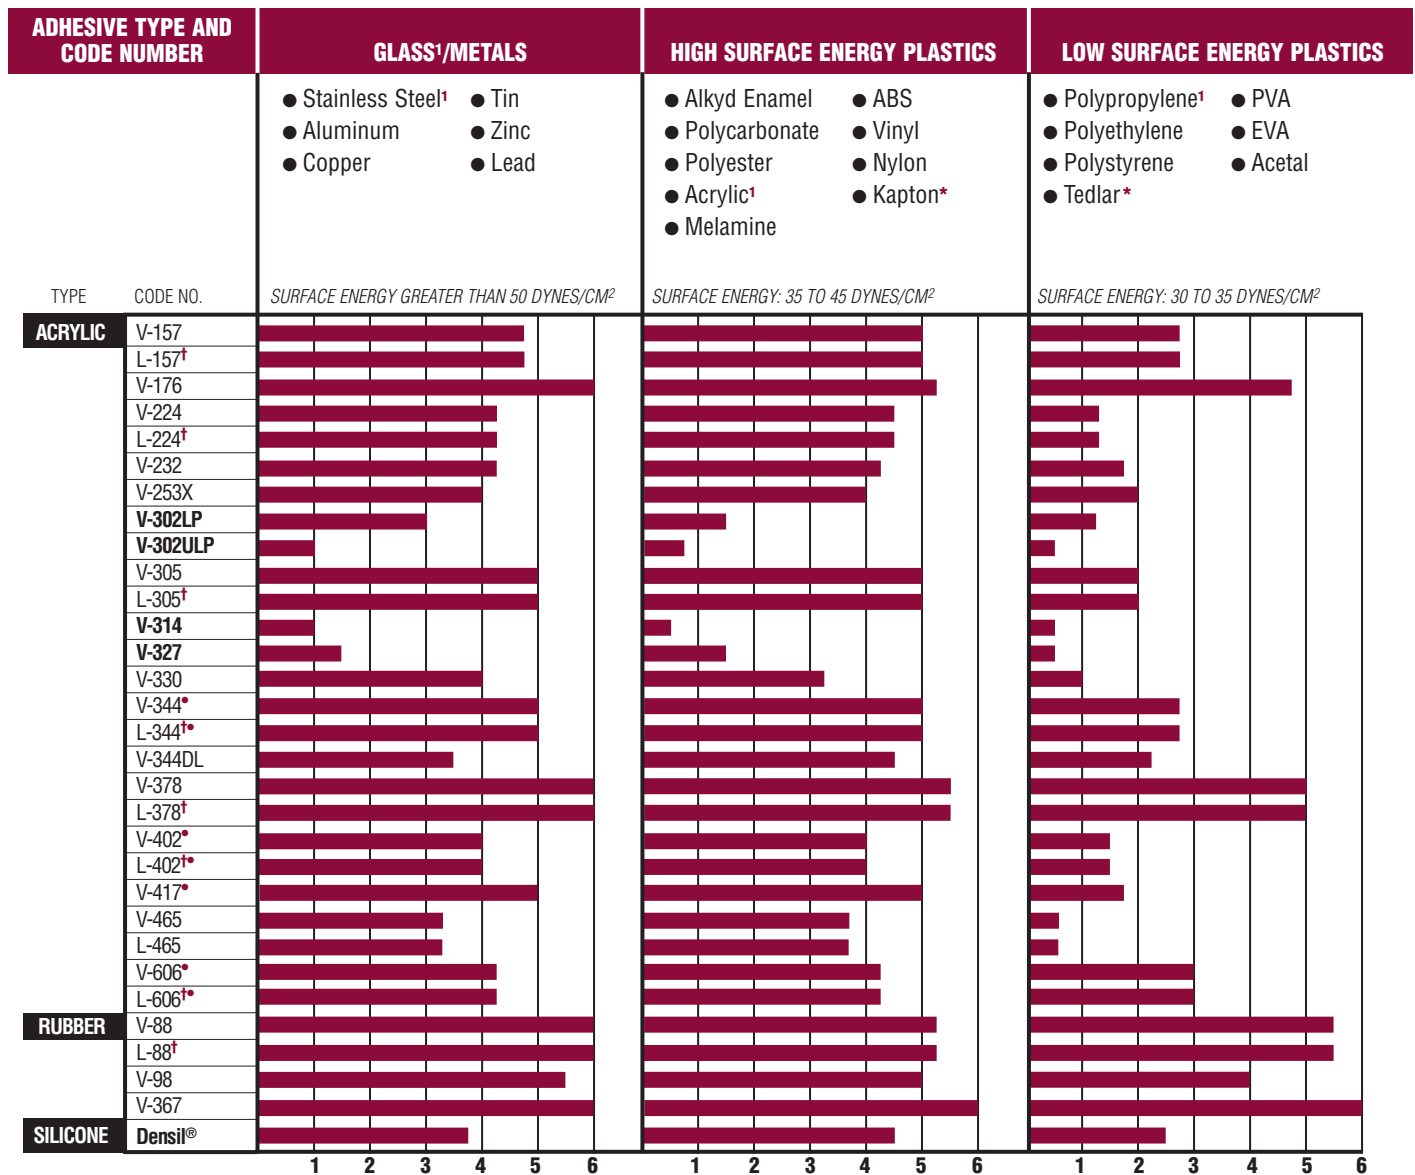 ADHESIVE TYPE AND
CODE NUMBER
GLASS¹/METALS
HIGH SURFACE ENERGY PLASTICS
LOW SURFACE ENERGY PLASTICS
● Stainless Steel¹ ● Tin
● Aluminum ● Zinc
● Copper ● Lead
● Alkyd Enamel ● ABS
● Polycarbonate ● Vinyl
● Polyester ● Nylon
● Acrylic¹ ● Kapton*
● Melamine
● Polypropylene¹ ● PVA
● Polyethylene ● EVA
● Polystyrene ● Acetal
● Tedlar*
TYPE CODE NO. SURFACE ENERGY GREATER THAN 50 DYNES/CM² SURFACE ENERGY: 35 TO 45 DYNES/CM² SURFACE ENERGY: 30 TO 35 DYNES/CM²
ACRYLIC V-157
L-157†
V-176
V-224
L-224†
V-232
V-253X
V-302LP
V-302ULP
V-305
L-305†
V-314
V-327
V-330
V-344•
L-344†•
V-344DL
V-378
L-378†
V-402•
L-402†•
V-417•
V-465
L-465
V-606•
L-606†•
RUBBER V-88
L-88†
V-98
V-367
SILICONE Densil®
1 2 3 4 5 6 1 2 3 4 5 6 1 2 3 4 5 6